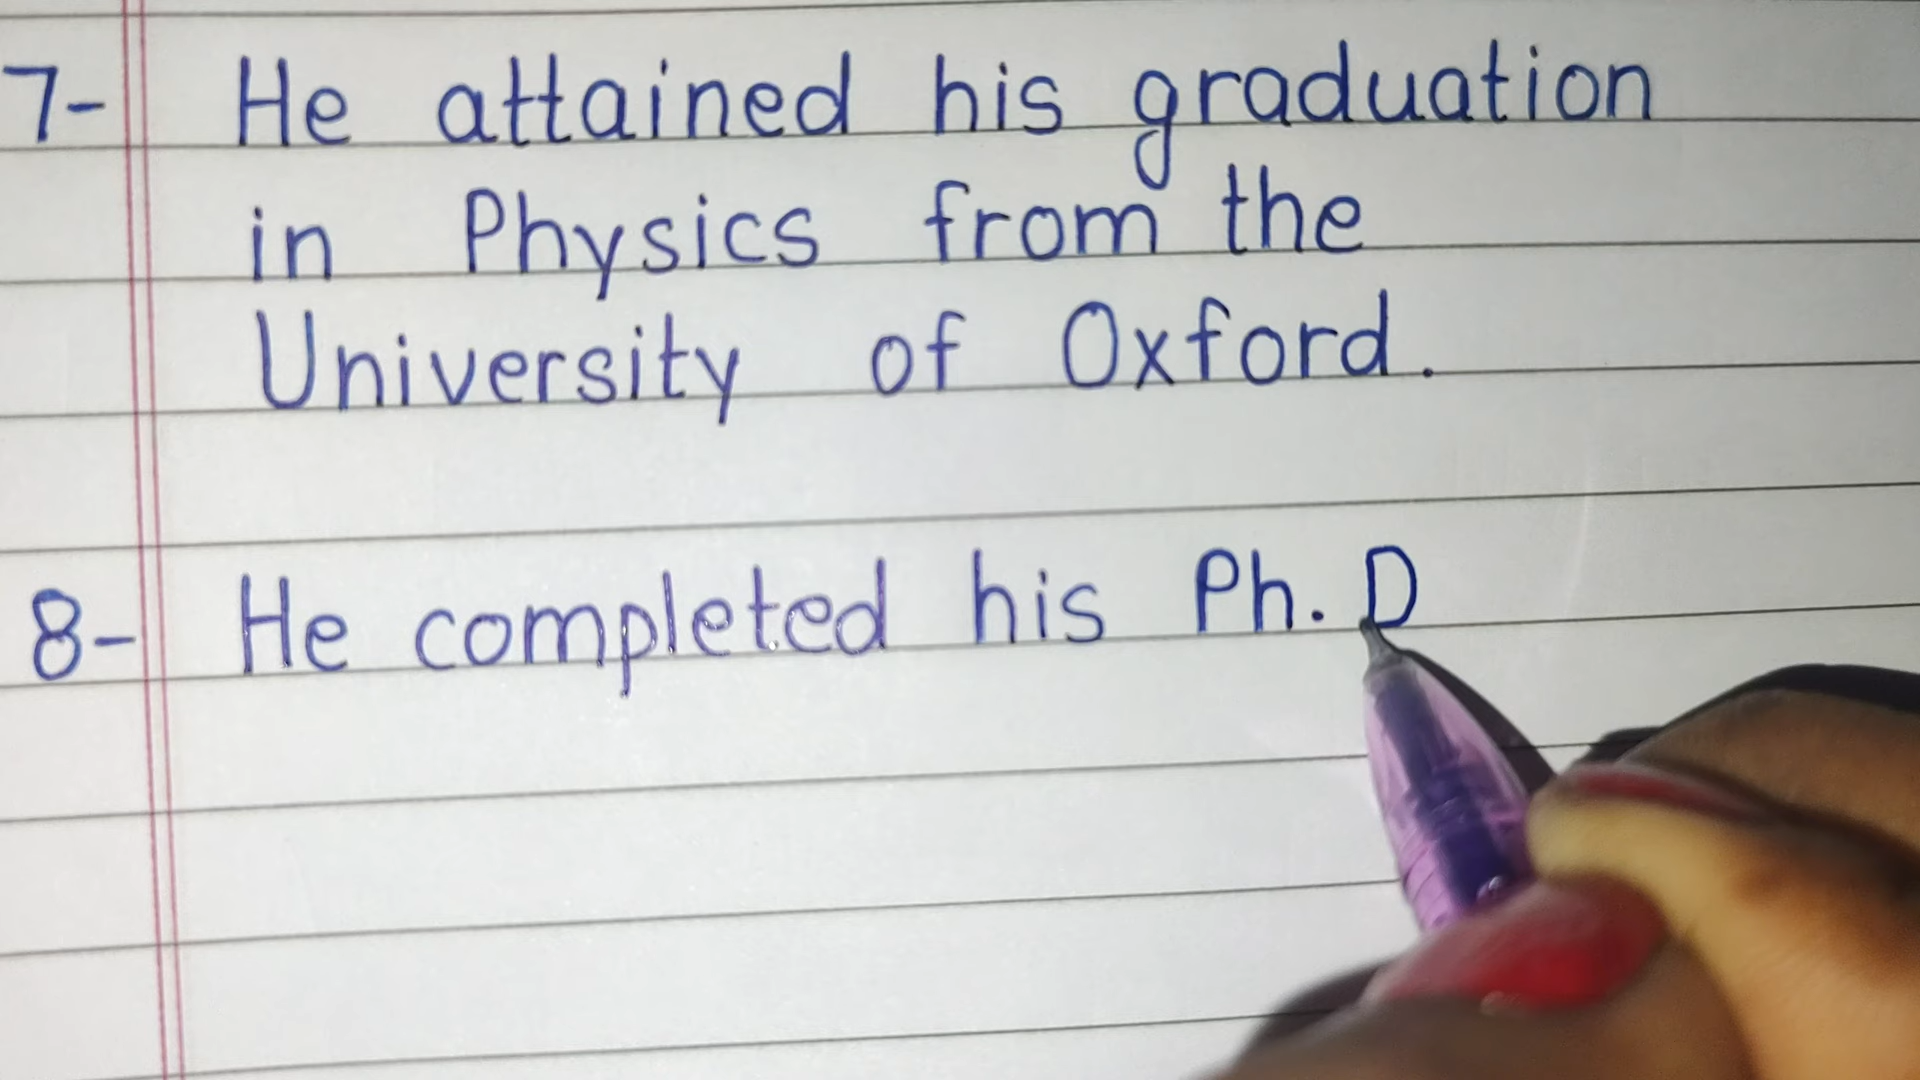 7- He attained his graduation
in Physics from the
University of Oxford.
8- He completed his Ph.D